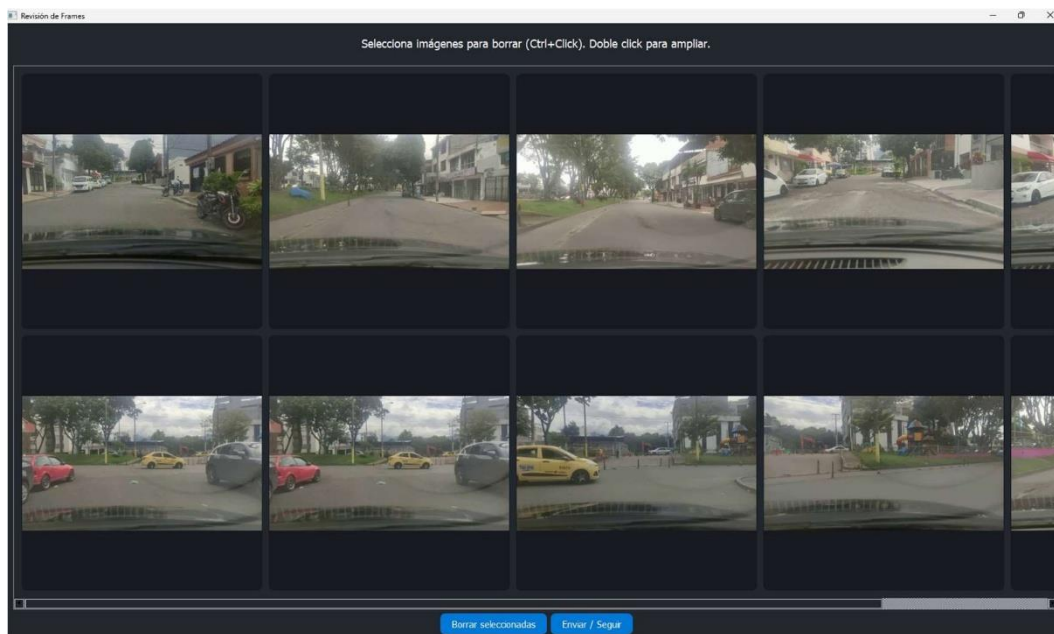 Revisión de Frames
Selecciona imágenes para borrar (Ctrl+Click). Doble click para ampliar.
Borrar seleccionadas
Enviar / Seguir